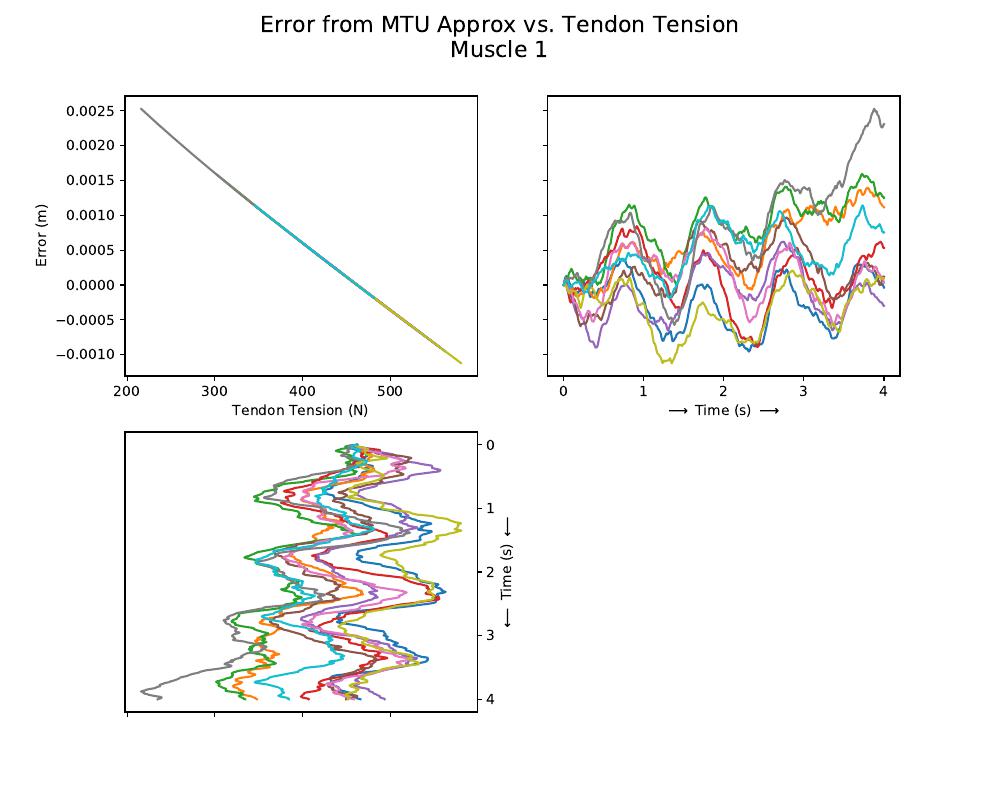 Error from MTU Approx vs. Tendon Tension
Muscle 1
Error (m)
0.0025
0.0020
0.0015
0.0010
0.0005
0.0000
−0.0005
−0.0010
200 300 400 500
Tendon Tension (N)
0 1 2 3 4
⟶ Time (s) ⟶
0
1
2
3
4
⟵ Time (s) ⟵